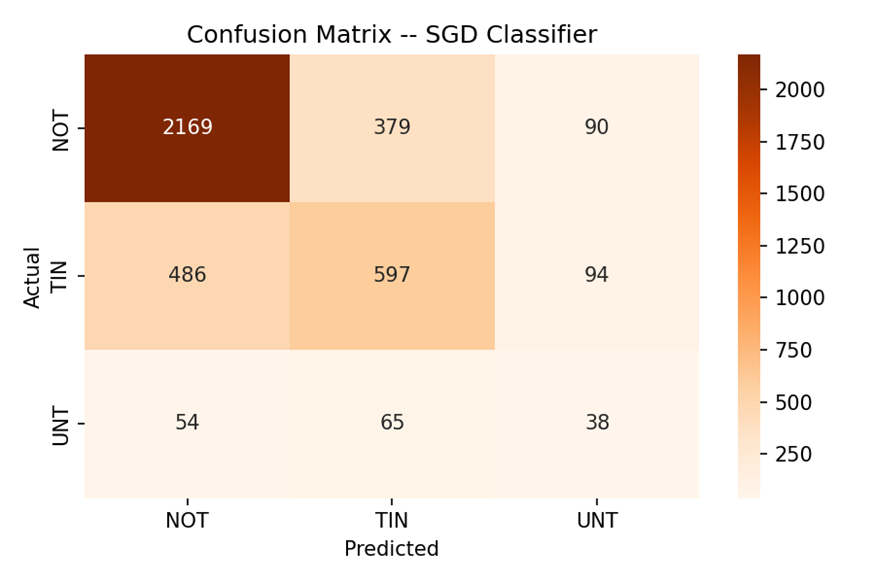 Confusion Matrix -- SGD Classifier
NOT 2169 379 90
TIN 486 597 94
UNT 54 65 38
Actual
NOT TIN UNT
Predicted
2000
1750
1500
1250
1000
750
500
250